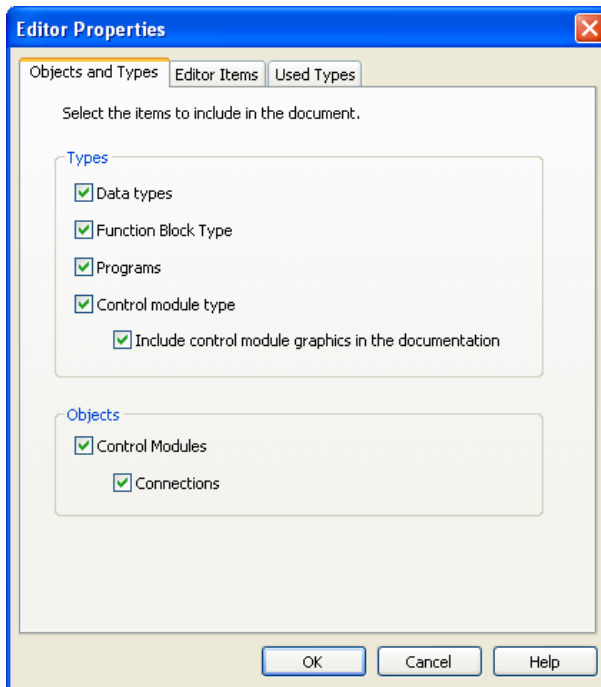 Editor Properties
Objects and Types
Editor Items
Used Types
Select the items to include in the document.
Types
Data types
Function Block Type
Programs
Control module type
Include control module graphics in the documentation
Objects
Control Modules
Connections
OK
Cancel
Help